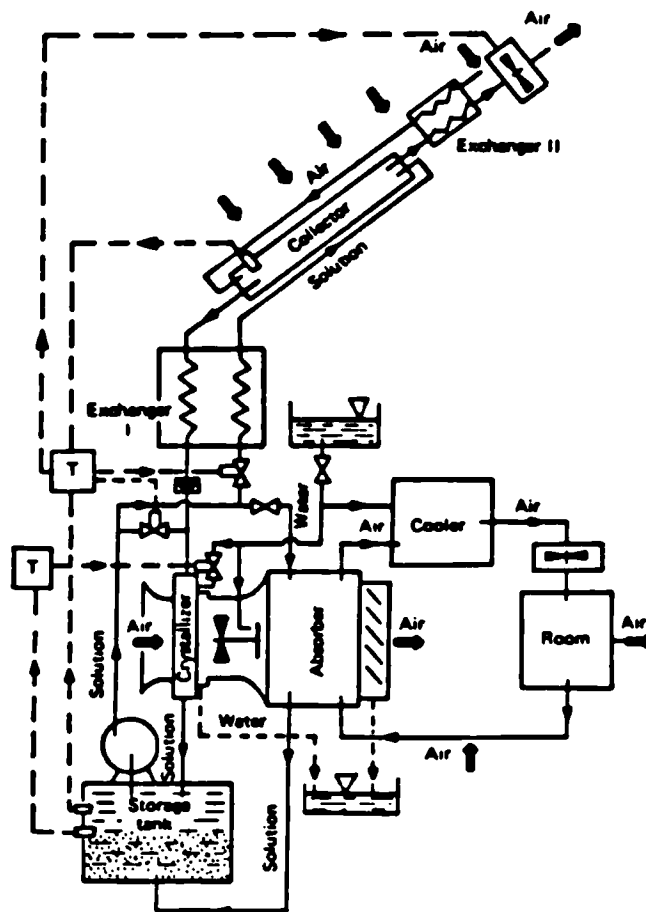 Air
Air
Exchanger II
Air
Collector
Solution
Exchanger
I
T
Water
Cooler
Air
Air
T
Air
Crystallizer
Absorber
Air
Room
Air
Solution
Solution
Water
Air
Storage
tank
Solution